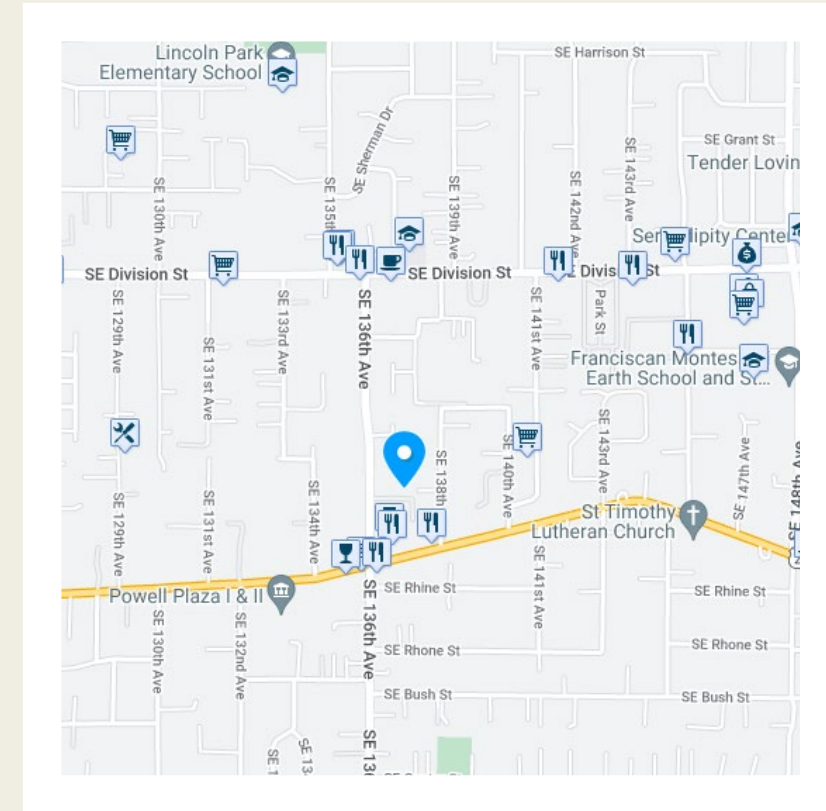 Lincoln Park
Elementary School
SE Harrison St
SE Sherman Dr
SE Grant St
Tender Lovin
SE 130th Ave
SE 135th
SE 139th Ave
SE 142nd Ave
SE 143rd Ave
SE Division St
SE Division St
St
SE 129th Ave
SE 131st Ave
SE 133rd Ave
SE 136th Ave
SE 141st Ave
Park St
Franciscan Montes
Earth School and St...
SE 129th Ave
SE 131st Ave
SE 134th Ave
SE 138th
SE 140th Ave
SE 143rd Ave
SE 147th Ave
SE 148th Ave
St Timothy
Lutheran Church
Powell Plaza I & II
SE 136th Ave
SE Rhine St
SE 141st Ave
SE Rhine St
SE 130th Ave
SE 132nd Ave
SE Rhone St
SE Rhone St
SE Bush St
SE Bush St
SE 1
SE 13
SE 13